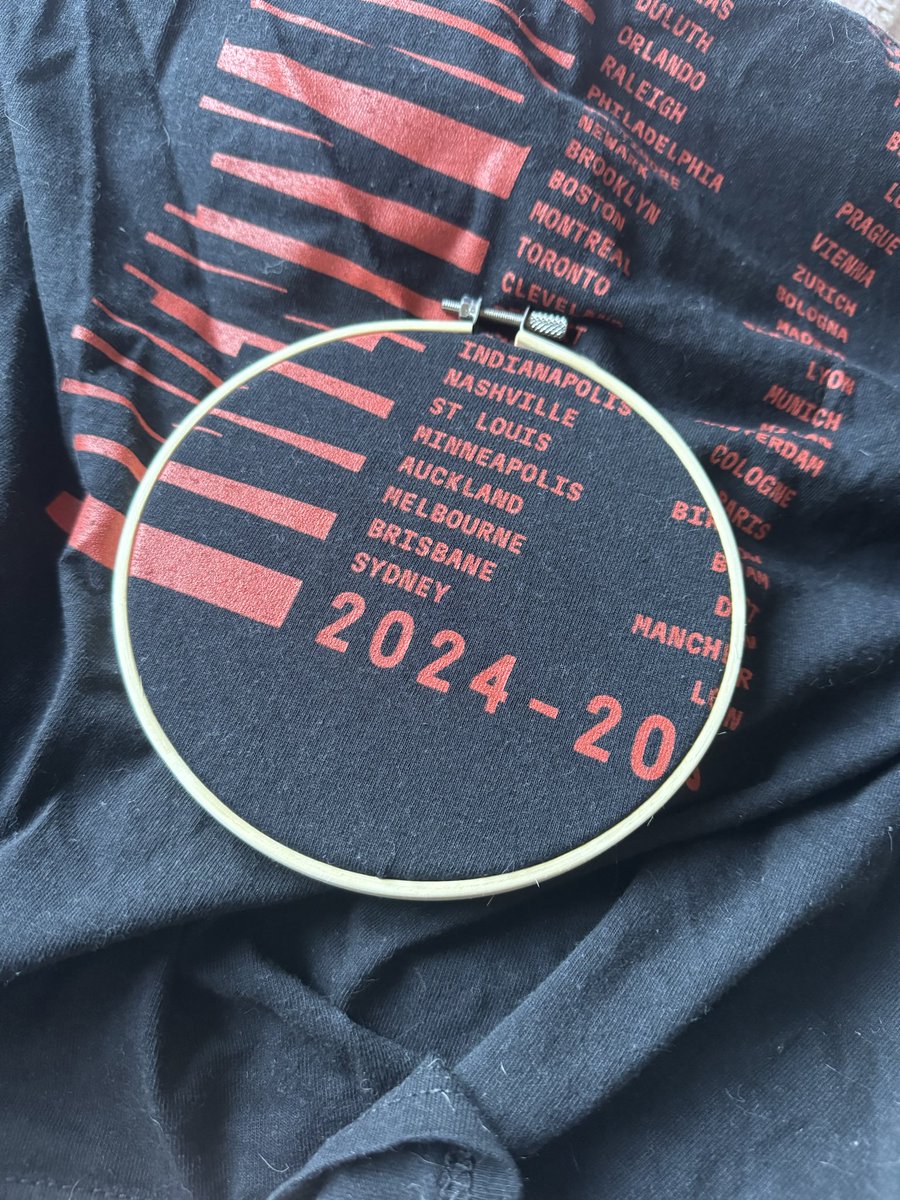 DULUTH
ORLANDO
RALEIGH
PHILADELPHIA
BROOKLYN
BOSTON
MONTREAL
TORONTO
CLEVELAND
INDIANAPOLIS
NASHVILLE
ST LOUIS
MINNEAPOLIS
AUCKLAND
MELBOURNE
BRISBANE
SYDNEY
2024-20
PRAGUE
VIENNA
ZURICH
BOLOGNA
LYON
MUNICH
COLOGNE
PARIS